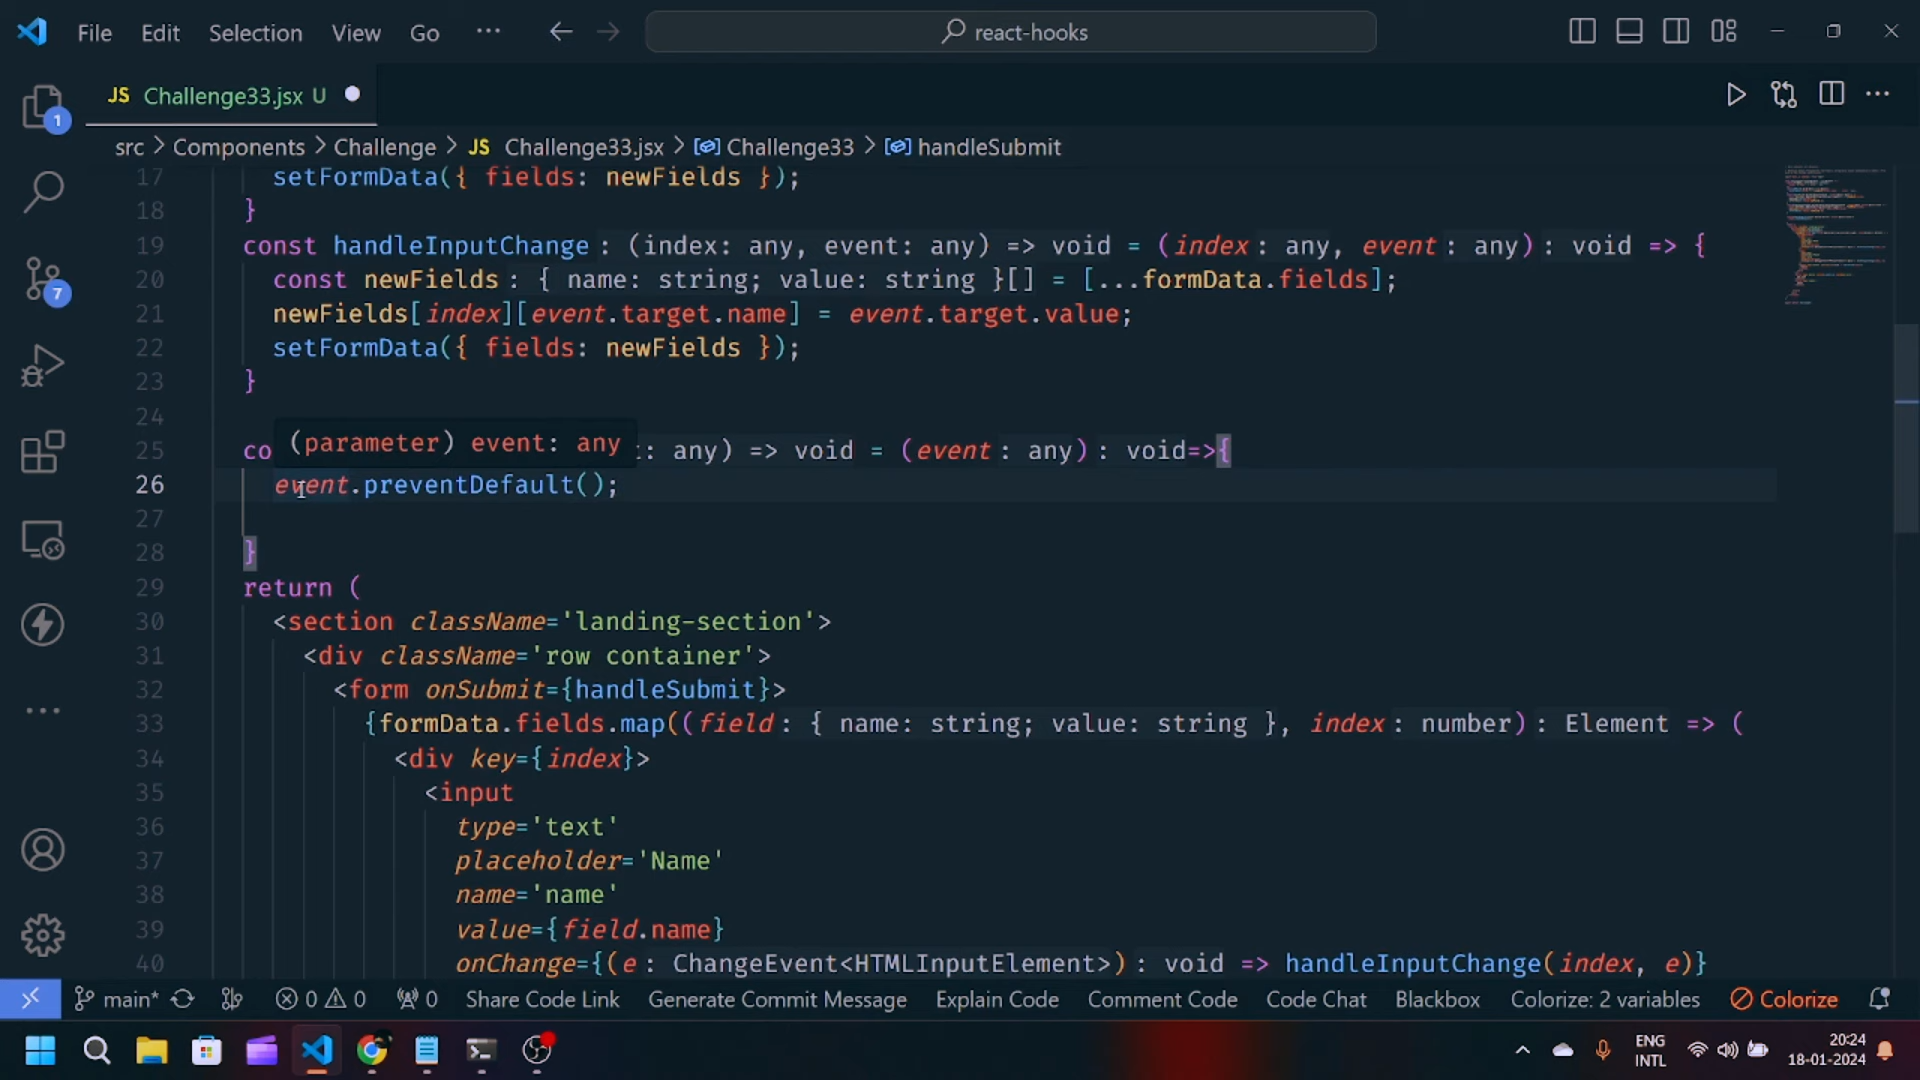 File Edit Selection View Go ··· react-hooks
JS Challenge33.jsx U
src > Components > Challenge > JS Challenge33.jsx > Challenge33 > handleSubmit
17 setFormData({ fields: newFields });
18 }
19 const handleInputChange : (index: any, event: any) => void = (index : any, event : any) : void => {
20 const newFields : { name: string; value: string }[] = [...formData.fields];
21 newFields[index][event.target.name] = event.target.value;
22 setFormData({ fields: newFields });
23 }
24
(parameter) event: any
25 co : any) => void = (event : any) : void=>{
26 event.preventDefault();
27
28 }
29 return (
30 <section className='landing-section'>
31 <div className='row container'>
32 <form onSubmit={handleSubmit}>
33 {formData.fields.map((field : { name: string; value: string }, index : number) : Element => (
34 <div key={index}>
35 <input
36 type='text'
37 placeholder='Name'
38 name='name'
39 value={field.name}
40 onChange={(e : ChangeEvent<HTMLInputElement>) : void => handleInputChange(index, e)}
1
7
main* 0 0 0 Share Code Link Generate Commit Message Explain Code Comment Code Code Chat Blackbox Colorize: 2 variables Colorize
ENG
INTL
20:24
18-01-2024